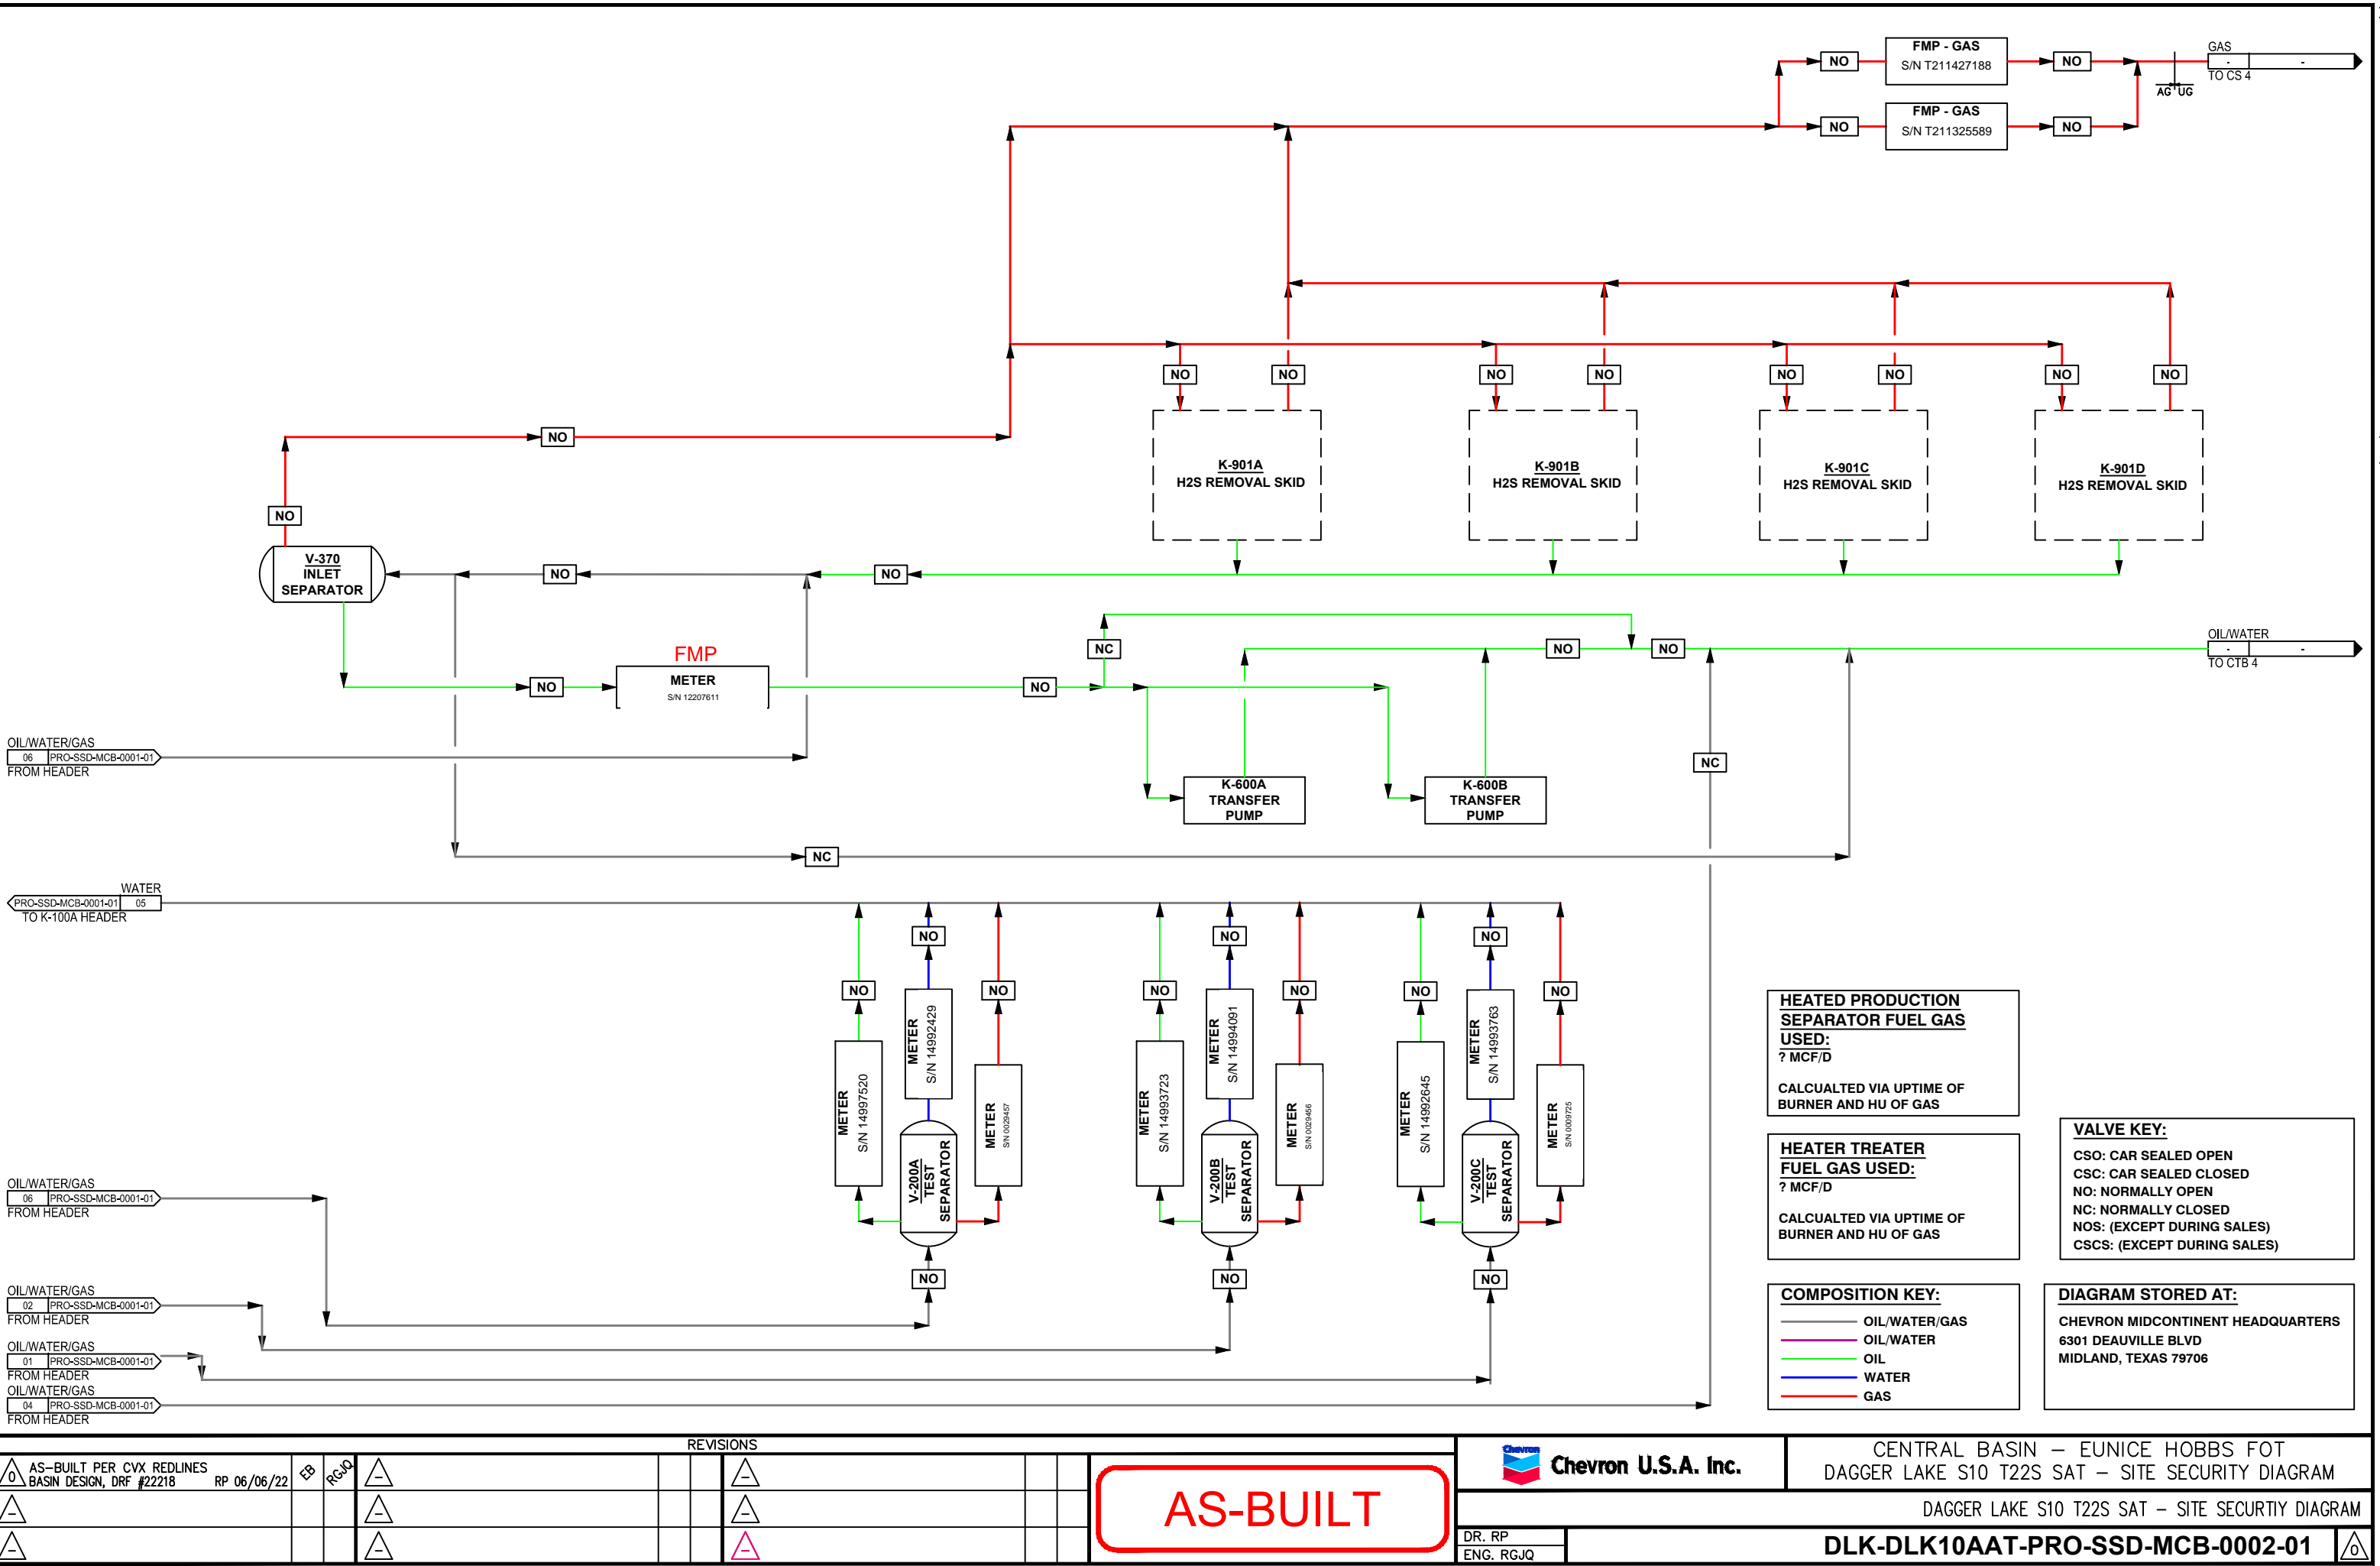 FMP - GAS
S/N T211427188
NO
NO
GAS
-
-
TO CS 4
AG UG
FMP - GAS
S/N T211325589
NO
NO
NO
NO
NO
NO
NO
NO
NO
NO
NO
K-901A
H2S REMOVAL SKID
K-901B
H2S REMOVAL SKID
K-901C
H2S REMOVAL SKID
K-901D
H2S REMOVAL SKID
NO
V-370
INLET
SEPARATOR
NO
NO
FMP
METER
S/N 12207611
NO
NO
NC
NO
NO
OIL/WATER
-
-
TO CTB 4
OIL/WATER/GAS
06 PRO-SSD-MCB-0001-01
FROM HEADER
K-600A
TRANSFER
PUMP
K-600B
TRANSFER
PUMP
NC
NC
WATER
PRO-SSD-MCB-0001-01 05
TO K-100A HEADER
NO
NO
NO
NO
NO
NO
NO
NO
NO
METER
S/N 14997520
METER
S/N 14992429
METER
S/N 0029457
V-200A
TEST
SEPARATOR
NO
METER
S/N 14993723
METER
S/N 14994091
METER
S/N 0029466
V-200B
TEST
SEPARATOR
NO
METER
S/N 14992645
METER
S/N 14993763
METER
S/N 00009725
V-200C
TEST
SEPARATOR
NO
OIL/WATER/GAS
06 PRO-SSD-MCB-0001-01
FROM HEADER
OIL/WATER/GAS
02 PRO-SSD-MCB-0001-01
FROM HEADER
OIL/WATER/GAS
01 PRO-SSD-MCB-0001-01
FROM HEADER
OIL/WATER/GAS
04 PRO-SSD-MCB-0001-01
FROM HEADER
HEATED PRODUCTION
SEPARATOR FUEL GAS
USED:
? MCF/D
CALCUALTED VIA UPTIME OF
BURNER AND HU OF GAS
HEATER TREATER
FUEL GAS USED:
? MCF/D
CALCUALTED VIA UPTIME OF
BURNER AND HU OF GAS
VALVE KEY:
CSO: CAR SEALED OPEN
CSC: CAR SEALED CLOSED
NO: NORMALLY OPEN
NC: NORMALLY CLOSED
NOS: (EXCEPT DURING SALES)
CSCS: (EXCEPT DURING SALES)
COMPOSITION KEY:
OIL/WATER/GAS
OIL/WATER
OIL
WATER
GAS
DIAGRAM STORED AT:
CHEVRON MIDCONTINENT HEADQUARTERS
6301 DEAUVILLE BLVD
MIDLAND, TEXAS 79706
REVISIONS
0 AS-BUILT PER CVX REDLINES
BASIN DESIGN, DRF #22218 RP 06/06/22 EB RGJQ
-
-
-
-
-
-
-
-
AS-BUILT
Chevron
Chevron U.S.A. Inc.
CENTRAL BASIN - EUNICE HOBBS FOT
DAGGER LAKE S10 T22S SAT - SITE SECURITY DIAGRAM
DAGGER LAKE S10 T22S SAT - SITE SECURTIY DIAGRAM
DR. RP
ENG. RGJQ
DLK-DLK10AAT-PRO-SSD-MCB-0002-01
0